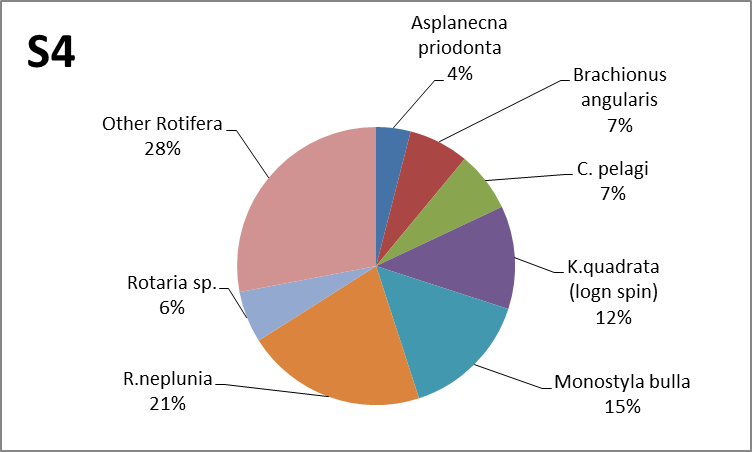 S4
Asplanecna
priodonta
4%
Brachionus
angularis
7%
C. pelagi
7%
K.quadrata
(logn spin)
12%
Monostyla bulla
15%
R.neplunia
21%
Rotaria sp.
6%
Other Rotifera
28%